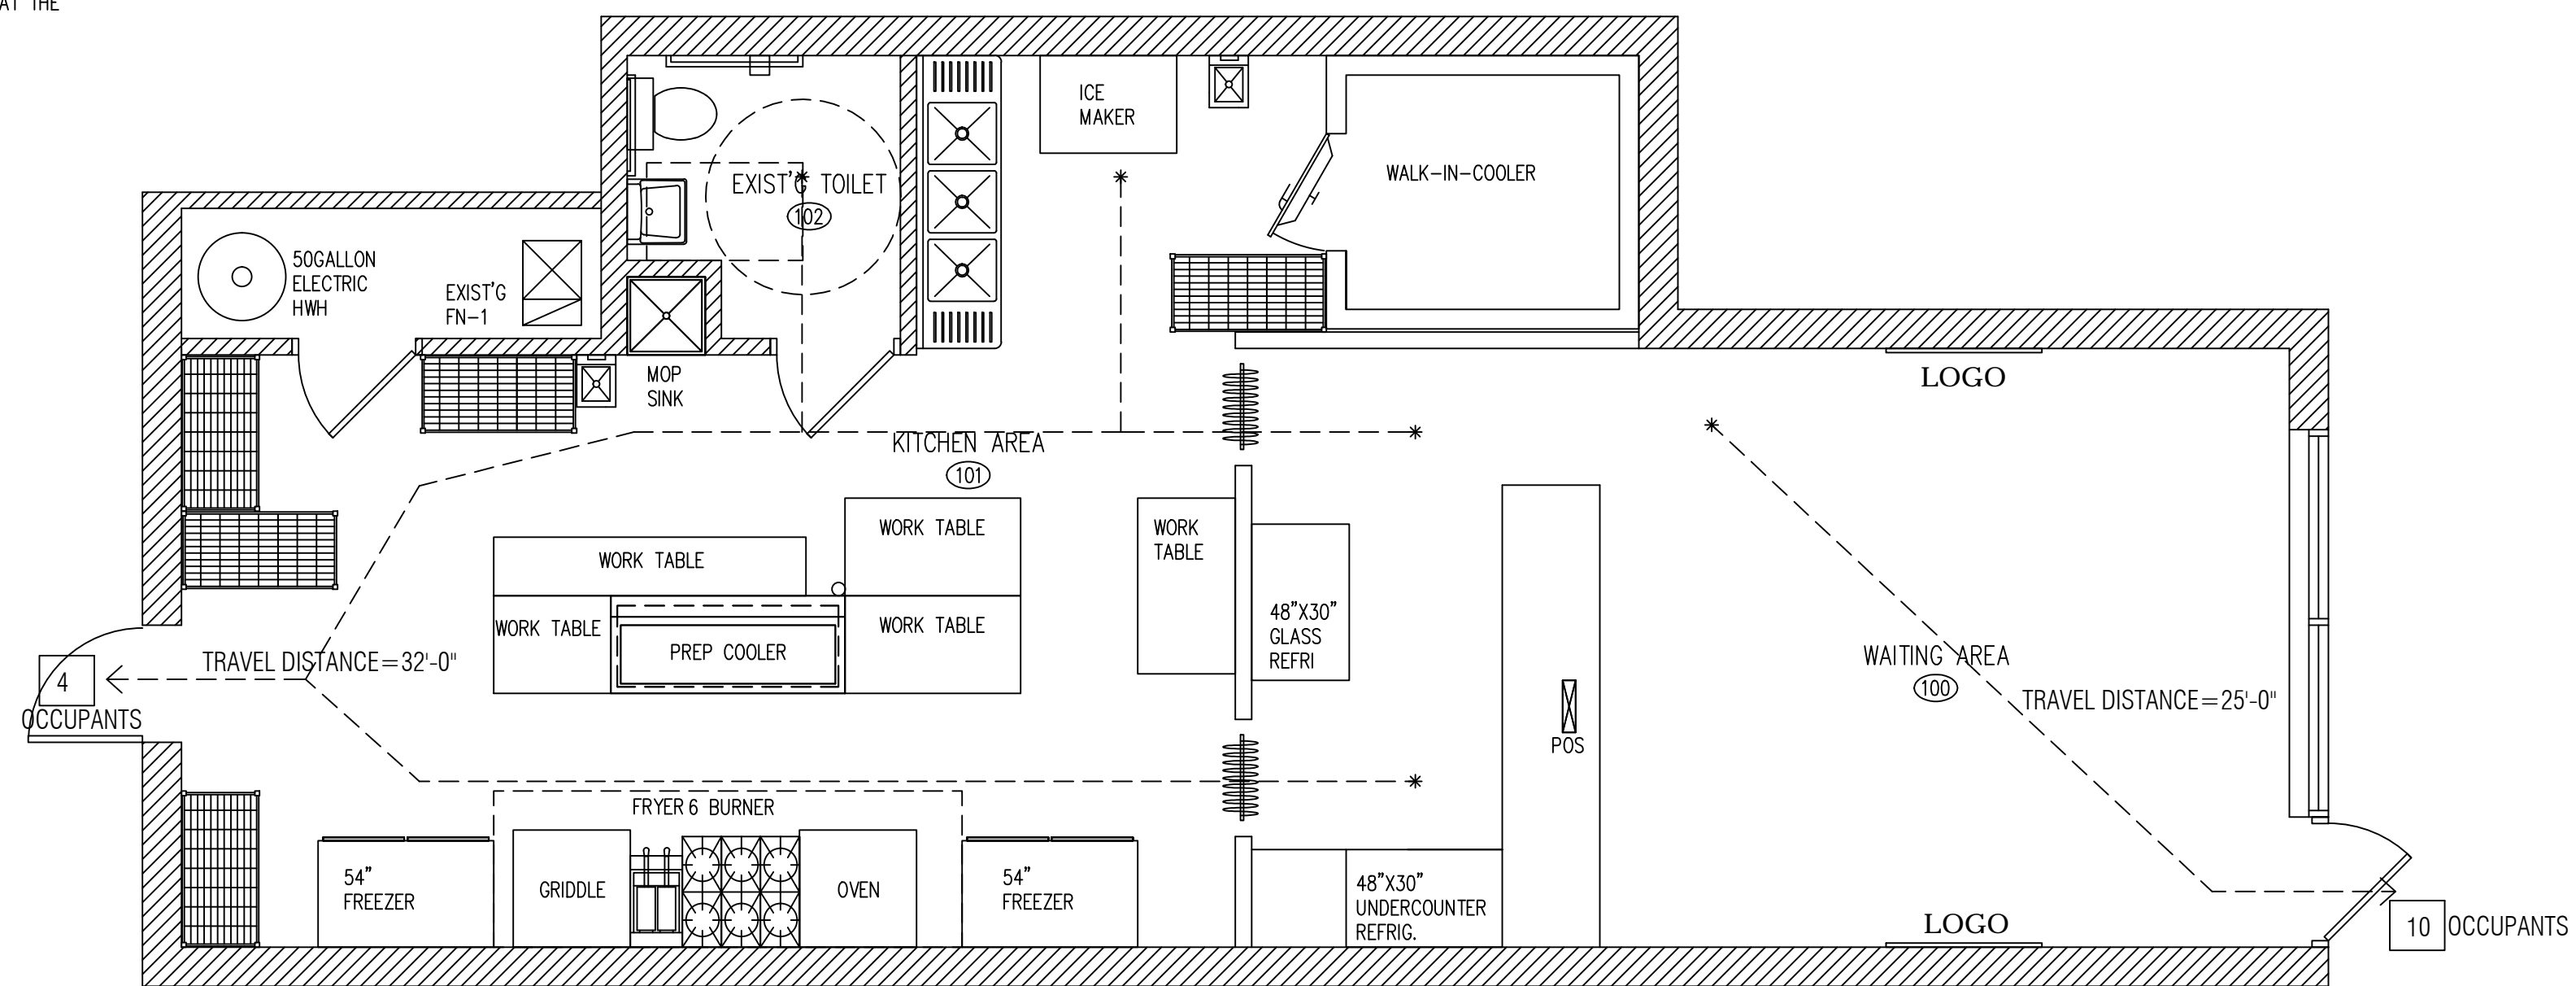 AT THE
ICE
MAKER
WALK-IN-COOLER
EXIST'G TOILET
102
50GALLON
ELECTRIC
HWH
EXIST'G
FN-1
MOP
SINK
LOGO
KITCHEN AREA
101
WORK TABLE
WORK
TABLE
WORK TABLE
WORK TABLE
WORK TABLE
PREP COOLER
48"X30"
GLASS
REFRI
TRAVEL DISTANCE=32'-0"
4
OCCUPANTS
WAITING AREA
100
TRAVEL DISTANCE=25'-0"
POS
FRYER 6 BURNER
54"
FREEZER
GRIDDLE
OVEN
54"
FREEZER
48"X30"
UNDERCOUNTER
REFRIG.
LOGO
10 OCCUPANTS